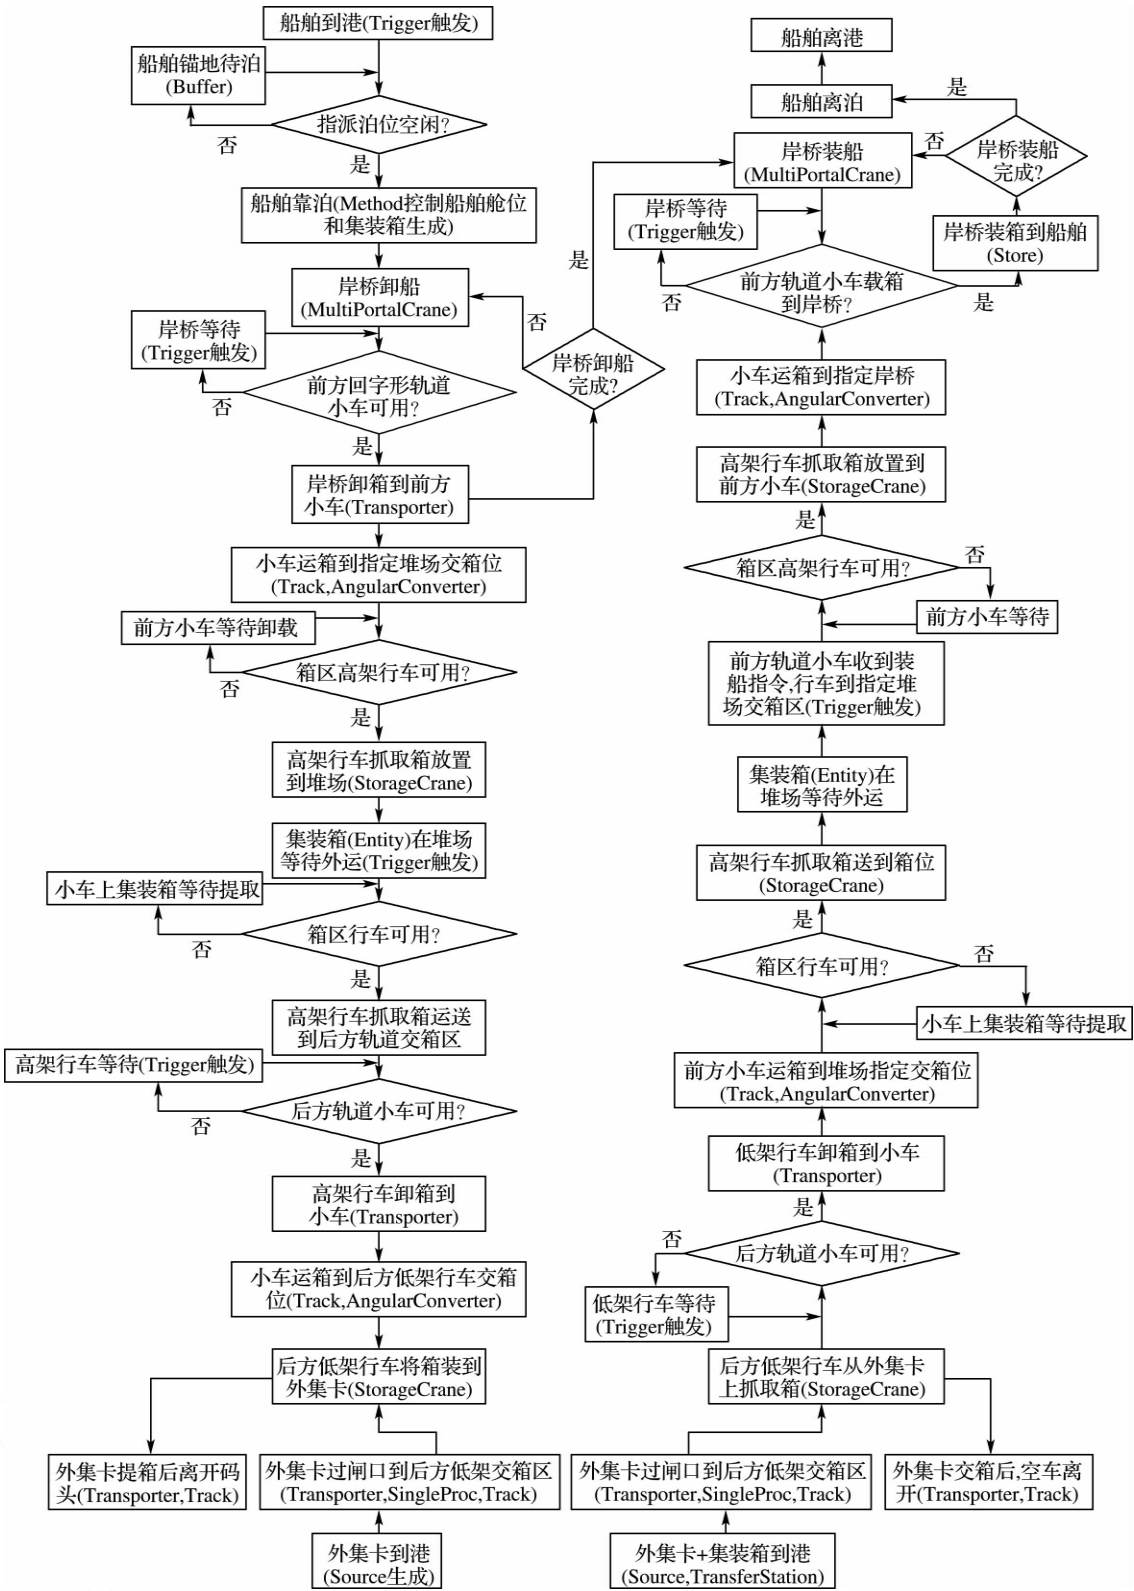 船舶到港(Trigger触发)
船舶锚地待泊
(Buffer)
指派泊位空闲?
否
是
船舶靠泊(Method控制船舶舱位
和集装箱生成)
岸桥卸船
(MultiPortalCrane)
岸桥等待
(Trigger触发)
前方回字形轨道
小车可用?
否
是
岸桥卸船
完成?
否
是
岸桥卸箱到前方
小车(Transporter)
小车运箱到指定堆场交箱位
(Track,AngularConverter)
前方小车等待卸载
箱区高架行车可用?
否
是
高架行车抓取箱放置
到堆场(StorageCrane)
集装箱(Entity)在堆场
等待外运(Trigger触发)
小车上集装箱等待提取
箱区行车可用?
否
是
高架行车抓取箱运送
到后方轨道交箱区
高架行车等待(Trigger触发)
后方轨道小车可用?
否
是
高架行车卸箱到
小车(Transporter)
小车运箱到后方低架行车交箱
位(Track,AngularConverter)
后方低架行车将箱装到
外集卡(StorageCrane)
外集卡提箱后离开码
头(Transporter,Track)
外集卡过闸口到后方低架交箱区
(Transporter,SingleProc,Track)
外集卡到港
(Source生成)
船舶离港
船舶离泊
是
岸桥装船
(MultiPortalCrane)
否
岸桥装船
完成?
岸桥等待
(Trigger触发)
岸桥装箱到船舶
(Store)
前方轨道小车载箱
到岸桥?
否
是
小车运箱到指定岸桥
(Track,AngularConverter)
高架行车抓取箱放置到
前方小车(StorageCrane)
是
箱区高架行车可用?
否
前方小车等待
前方轨道小车收到装
船指令,行车到指定堆
场交箱区(Trigger触发)
集装箱(Entity)在
堆场等待外运
高架行车抓取箱送到箱位
(StorageCrane)
是
箱区行车可用?
否
小车上集装箱等待提取
前方小车运箱到堆场指定交箱位
(Track,AngularConverter)
低架行车卸箱到小车
(Transporter)
是
后方轨道小车可用?
否
低架行车等待
(Trigger触发)
后方低架行车从外集卡
上抓取箱(StorageCrane)
外集卡过闸口到后方低架交箱区
(Transporter,SingleProc,Track)
外集卡交箱后,空车离
开(Transporter,Track)
外集卡+集装箱到港
(Source,TransferStation)